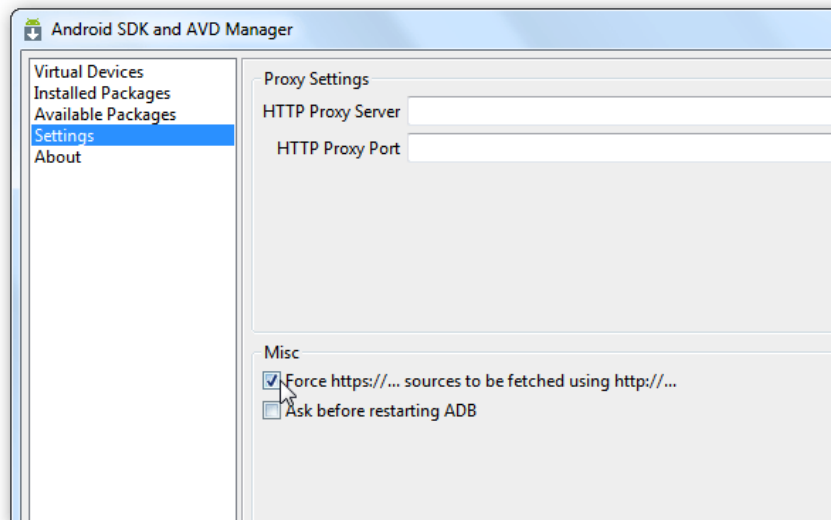 Android SDK and AVD Manager
Virtual Devices
Installed Packages
Available Packages
Settings
About
Proxy Settings
HTTP Proxy Server
HTTP Proxy Port
Misc
Force https://... sources to be fetched using http://...
Ask before restarting ADB